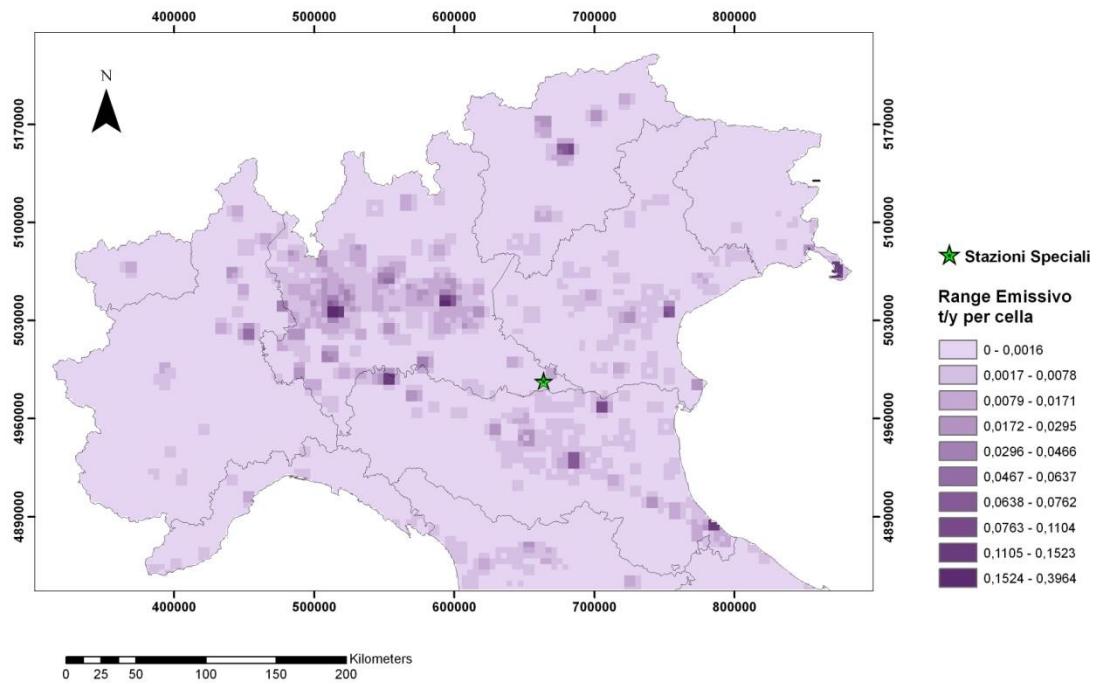 400000 500000 600000 700000 800000
N
5170000 5170000
5100000 5100000
5030000 5030000
4960000 4960000
4890000 4890000
400000 500000 600000 700000 800000
Kilometers
0 25 50 100 150 200
Stazioni Speciali
Range Emissivo
t/y per cella
0 - 0,0016
0,0017 - 0,0078
0,0079 - 0,0171
0,0172 - 0,0295
0,0296 - 0,0466
0,0467 - 0,0637
0,0638 - 0,0762
0,0763 - 0,1104
0,1105 - 0,1523
0,1524 - 0,3964